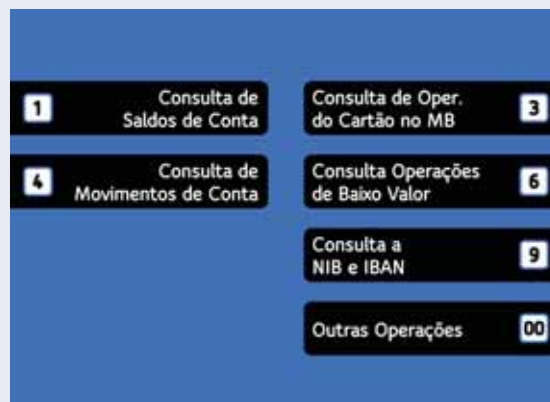 1
Consulta de
Saldos de Conta
Consulta de Oper.
do Cartão no MB
3
4
Consulta de
Movimentos de Conta
Consulta Operações
de Baixo Valor
6
Consulta a
NIB e IBAN
9
Outras Operações
00